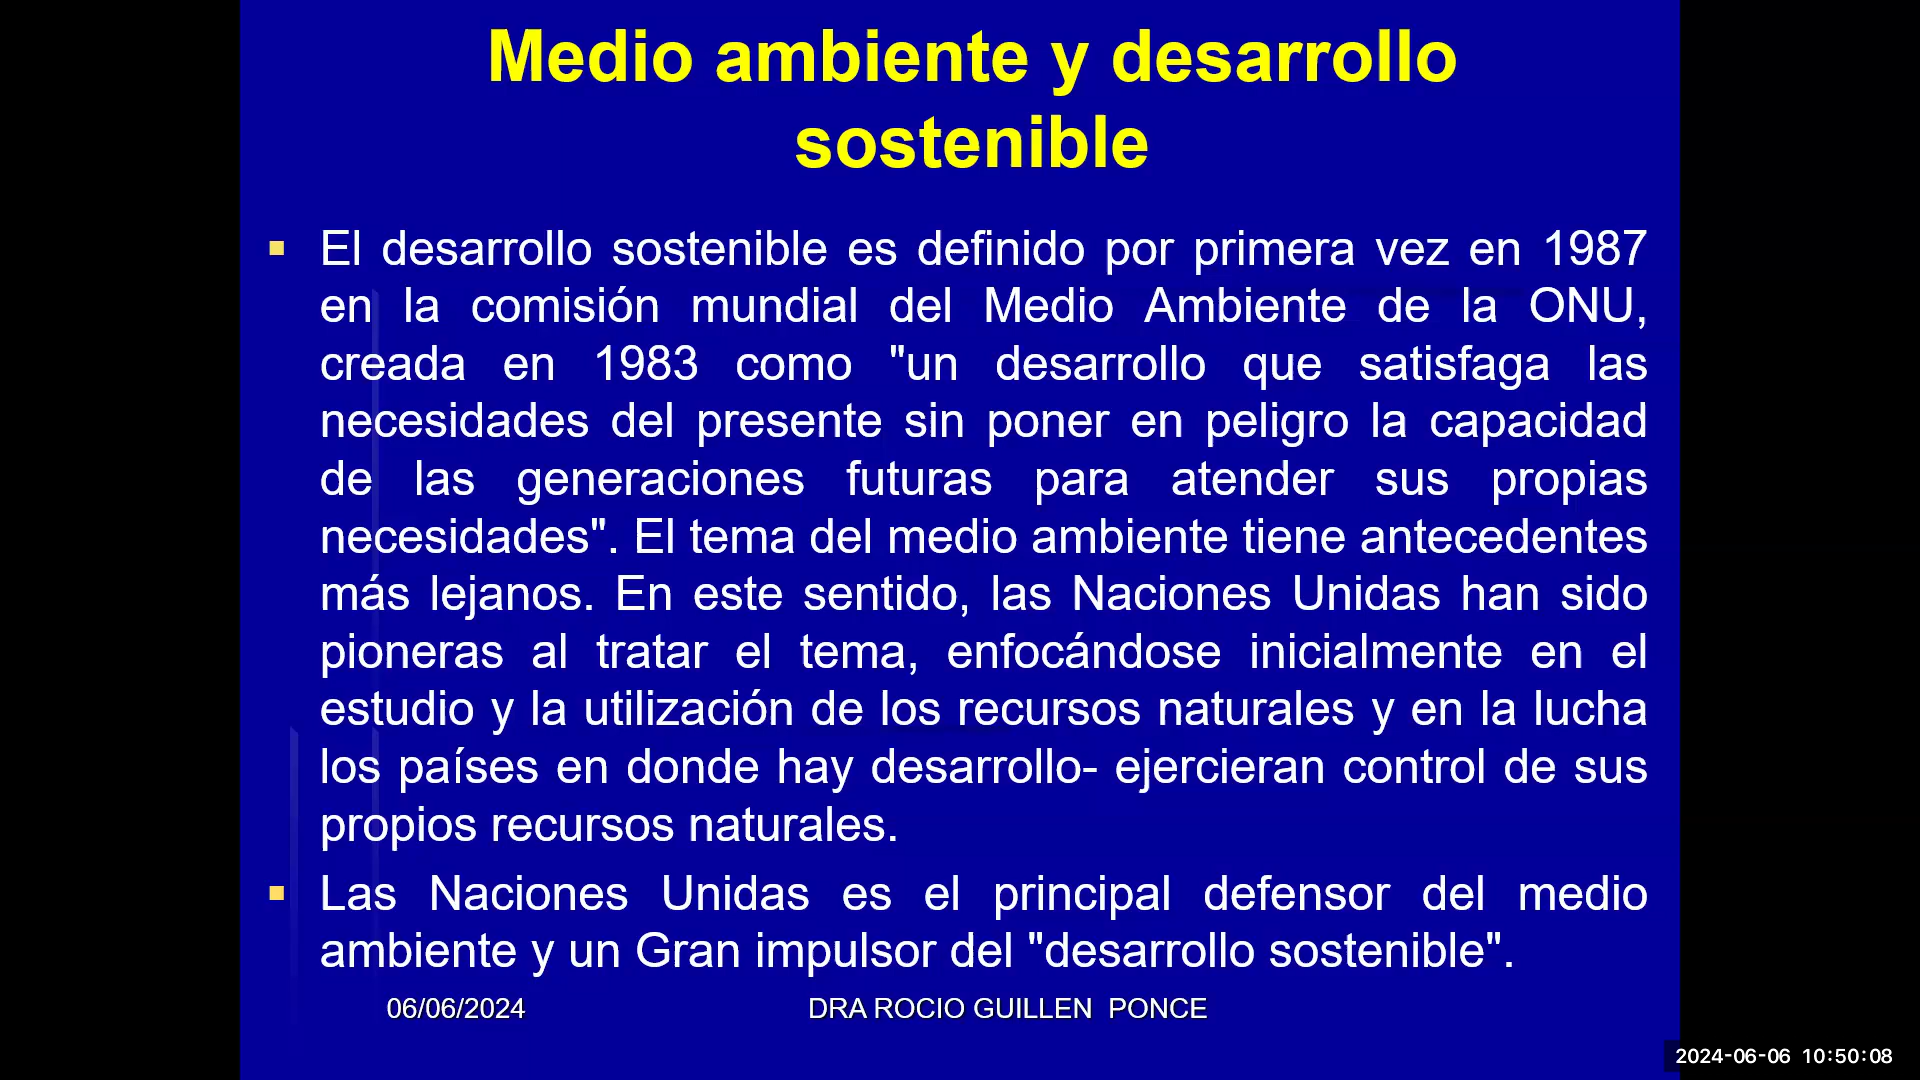 Medio ambiente y desarrollo
sostenible
▪ El desarrollo sostenible es definido por primera vez en 1987
en la comisión mundial del Medio Ambiente de la ONU,
creada en 1983 como "un desarrollo que satisfaga las
necesidades del presente sin poner en peligro la capacidad
de las generaciones futuras para atender sus propias
necesidades". El tema del medio ambiente tiene antecedentes
más lejanos. En este sentido, las Naciones Unidas han sido
pioneras al tratar el tema, enfocándose inicialmente en el
estudio y la utilización de los recursos naturales y en la lucha
los países en donde hay desarrollo- ejercieran control de sus
propios recursos naturales.
▪ Las Naciones Unidas es el principal defensor del medio
ambiente y un Gran impulsor del "desarrollo sostenible".
06/06/2024 DRA ROCIO GUILLEN PONCE
2024-06-06 10:50:08